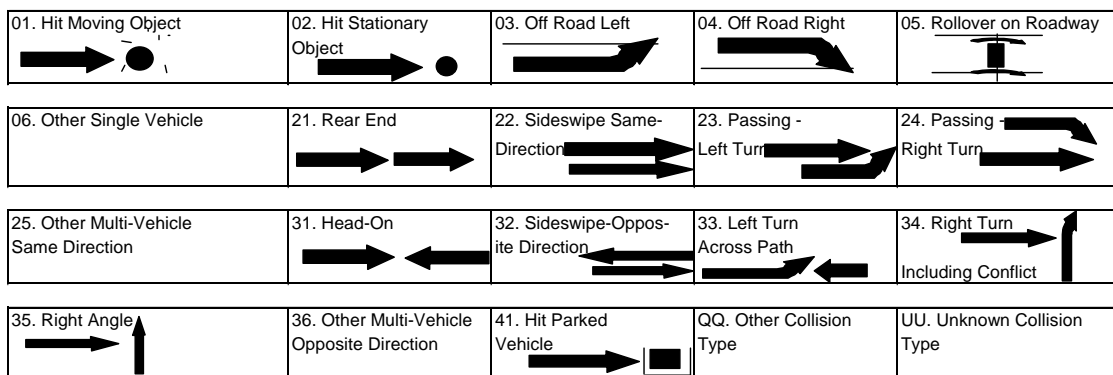 01. Hit Moving Object
02. Hit Stationary
Object
03. Off Road Left
04. Off Road Right
05. Rollover on Roadway
06. Other Single Vehicle
21. Rear End
22. Sideswipe Same-
Direction
23. Passing -
Left Turn
24. Passing -
Right Turn
25. Other Multi-Vehicle
Same Direction
31. Head-On
32. Sideswipe-Oppos-
ite Direction
33. Left Turn
Across Path
34. Right Turn
Including Conflict
35. Right Angle
36. Other Multi-Vehicle
Opposite Direction
41. Hit Parked
Vehicle
QQ. Other Collision
Type
UU. Unknown Collision
Type